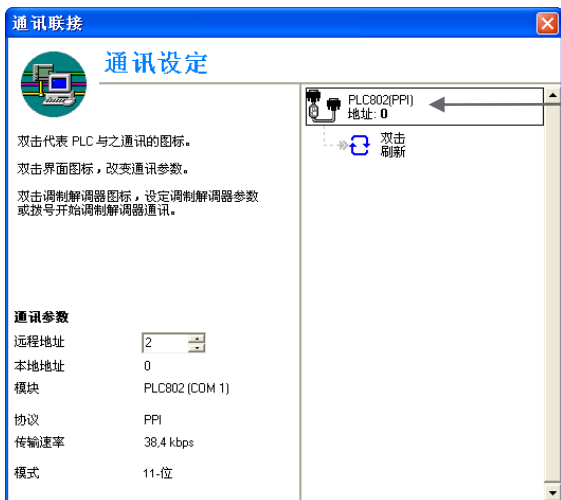 通讯联接
通讯设定
双击代表 PLC 与之通讯的图标。
双击界面图标，改变通讯参数。
双击调制解调器图标，设定调制解调器参数
或拨号开始调制解调器通讯。
通讯参数
远程地址 2
本地地址 0
模块 PLC802 (COM 1)
协议 PPI
传输速率 38,4 kbps
模式 11-位
PLC802(PPI)
地址: 0
双击
刷新